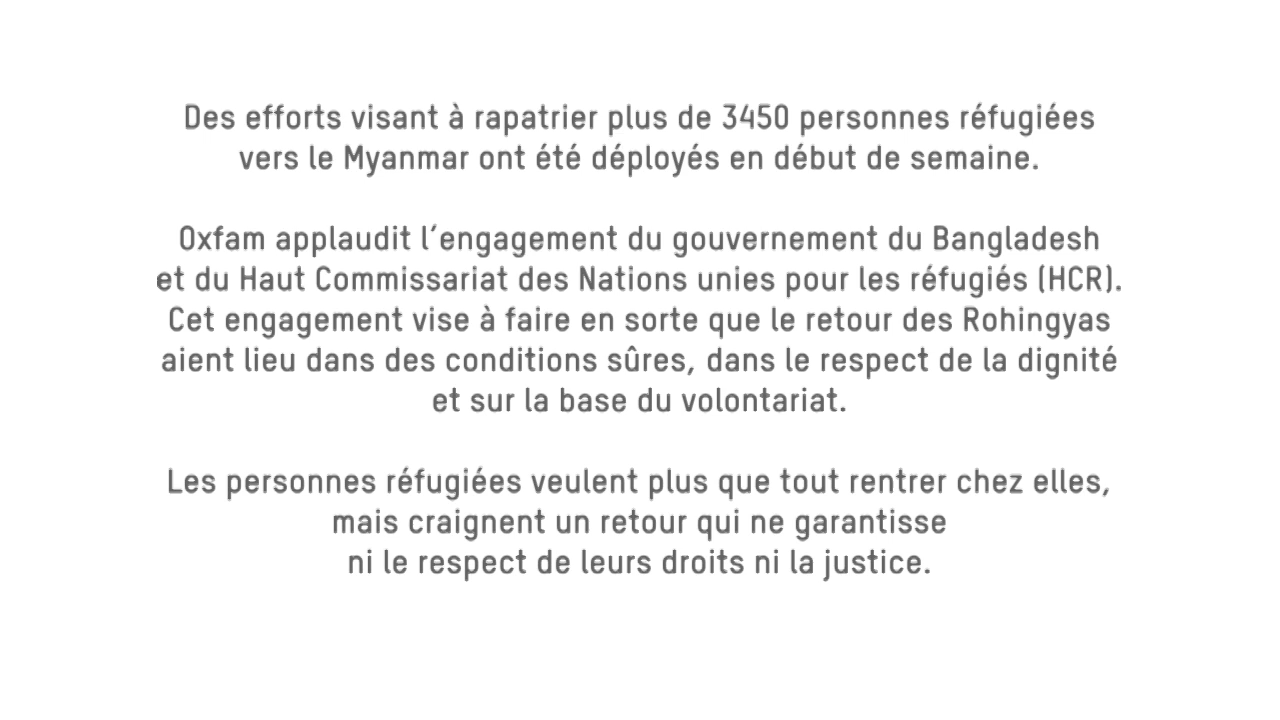 Des efforts visant à rapatrier plus de 3450 personnes réfugiées
vers le Myanmar ont été déployés en début de semaine.
Oxfam applaudit l'engagement du gouvernement du Bangladesh
et du Haut Commissariat des Nations unies pour les réfugiés (HCR).
Cet engagement vise à faire en sorte que le retour des Rohingyas
aient lieu dans des conditions sûres, dans le respect de la dignité
et sur la base du volontariat.
Les personnes réfugiées veulent plus que tout rentrer chez elles,
mais craignent un retour qui ne garantisse
ni le respect de leurs droits ni la justice.